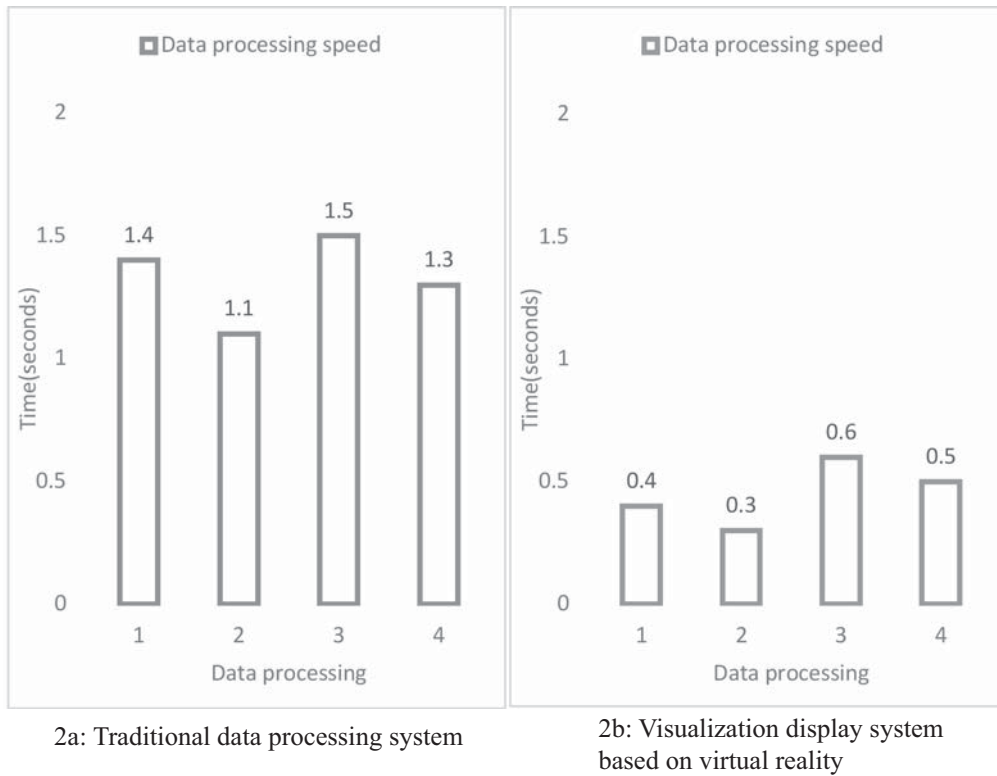 Data processing speed
2
1.5
1
0.5
0
Time(seconds)
1.4
1.1
1.5
1.3
1 2 3 4
Data processing
2a: Traditional data processing system
Data processing speed
2
1.5
1
0.5
0
Time(seconds)
0.4
0.3
0.6
0.5
1 2 3 4
Data processing
2b: Visualization display system
based on virtual reality